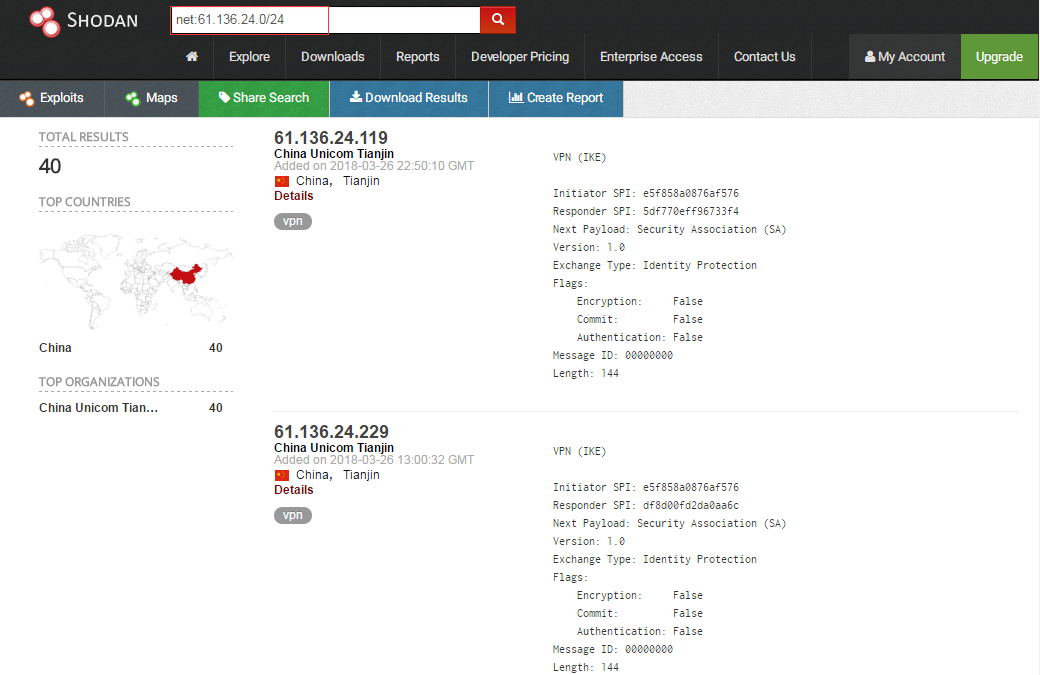 SHODAN
net:61.136.24.0/24
Explore Downloads Reports Developer Pricing Enterprise Access Contact Us My Account Upgrade
Exploits Maps Share Search Download Results Create Report
TOTAL RESULTS
40
TOP COUNTRIES
China 40
TOP ORGANIZATIONS
China Unicom Tian... 40
61.136.24.119
China Unicom Tianjin
Added on 2018-03-26 22:50:10 GMT
China, Tianjin
Details
vpn
VPN (IKE)
Initiator SPI: e5f858a0876af576
Responder SPI: 5df770eff96733f4
Next Payload: Security Association (SA)
Version: 1.0
Exchange Type: Identity Protection
Flags:
Encryption: False
Commit: False
Authentication: False
Message ID: 00000000
Length: 144
61.136.24.229
China Unicom Tianjin
Added on 2018-03-26 13:00:32 GMT
China, Tianjin
Details
vpn
VPN (IKE)
Initiator SPI: e5f858a0876af576
Responder SPI: df8d00fd2da0aa6c
Next Payload: Security Association (SA)
Version: 1.0
Exchange Type: Identity Protection
Flags:
Encryption: False
Commit: False
Authentication: False
Message ID: 00000000
Length: 144